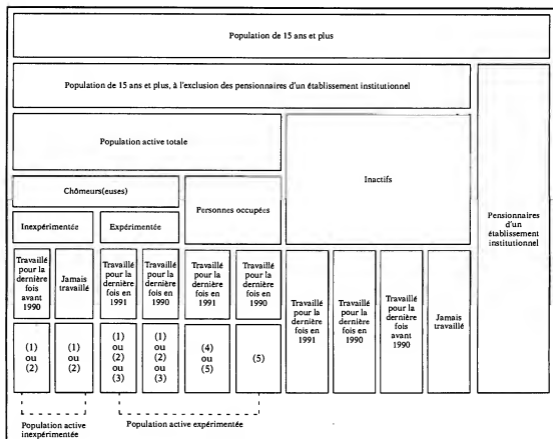 Population de 15 ans et plus
Population de 15 ans et plus, à l'exclusion des pensionnaires d'un établissement institutionnel
Population active totale
Inactifs
Pensionnaires
d'un
établissement
institutionnel
Chômeurs(euses)
Personnes occupées
Inexpérimentée
Expérimentée
Travaillé
pour la
dernière
fois
avant
1990
Jamais
travaillé
Travaillé
pour la
dernière
fois en
1991
Travaillé
pour la
dernière
fois en
1990
Travaillé
pour la
dernière
fois en
1991
Travaillé
pour la
dernière
fois en
1990
Travaillé
pour la
dernière
fois en
1991
Travaillé
pour la
dernière
fois en
1990
Travaillé
pour la
dernière
fois
avant
1990
Jamais
travaillé
(1)
ou
(2)
(1)
ou
(2)
(1)
ou
(2)
ou
(3)
(1)
ou
(2)
ou
(3)
(4)
ou
(5)
(5)
Population active
inexpérimentée
Population active expérimentée